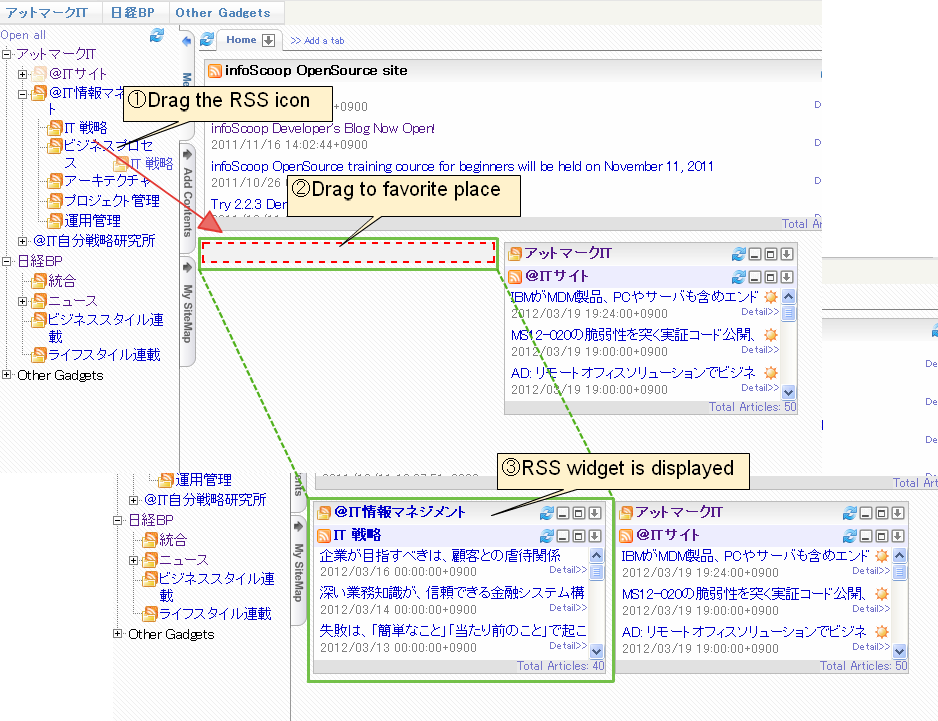 アットマークIT
日経BP
Other Gadgets
Open all
アットマークIT
@ITサイト
@IT情報マネ
ト
IT 戦略
ビジネスプロセ
ス
IT 戦略
アーキテクチャ
プロジェクト管理
運用管理
@IT自分戦略研究所
日経BP
統合
ニュース
ビジネススタイル連
載
ライフスタイル連載
Other Gadgets
Me
Add Contents
My SiteMap
Home
>> Add a tab
infoScoop OpenSource site
+0900
D
infoScoop Developer's Blog Now Open!
2011/11/16 14:02:44+0900
D
infoScoop OpenSource training cource for beginners will be held on November 11, 2011
2011/10/26
D
Try 2.2.3 Dem
Total Ar
①Drag the RSS icon
②Drag to favorite place
アットマークIT
@ITサイト
IBMがMDM製品、PCやサーバも含めエンド
2012/03/19 19:24:00+0900
Detail>>
MS12-020の脆弱性を突く実証コード公開、
2012/03/19 19:00:00+0900
Detail>>
AD: リモートオフィスソリューションでビジネ
2012/03/19 19:00:00+0900
Detail>>
Total Articles: 50
Det
Det
Det
Det
Total Art
③RSS widget is displayed
運用管理
@IT自分戦略研究所
日経BP
統合
ニュース
ビジネススタイル連
載
ライフスタイル連載
Other Gadgets
nts
My SiteMap
@IT情報マネジメント
IT 戦略
企業が目指すべきは、顧客との虐待関係
2012/03/16 00:00:00+0900
Detail>>
深い業務知識が、信頼できる金融システム構
2012/03/14 00:00:00+0900
Detail>>
失敗は、「簡単なこと」「当たり前のこと」で起こ
2012/03/13 00:00:00+0900
Detail>>
Total Articles: 40
アットマークIT
@ITサイト
IBMがMDM製品、PCやサーバも含めエンド
2012/03/19 19:24:00+0900
Detail>>
MS12-020の脆弱性を突く実証コード公開、
2012/03/19 19:00:00+0900
Detail>>
AD: リモートオフィスソリューションでビジネ
2012/03/19 19:00:00+0900
Detail>>
Total Articles: 50